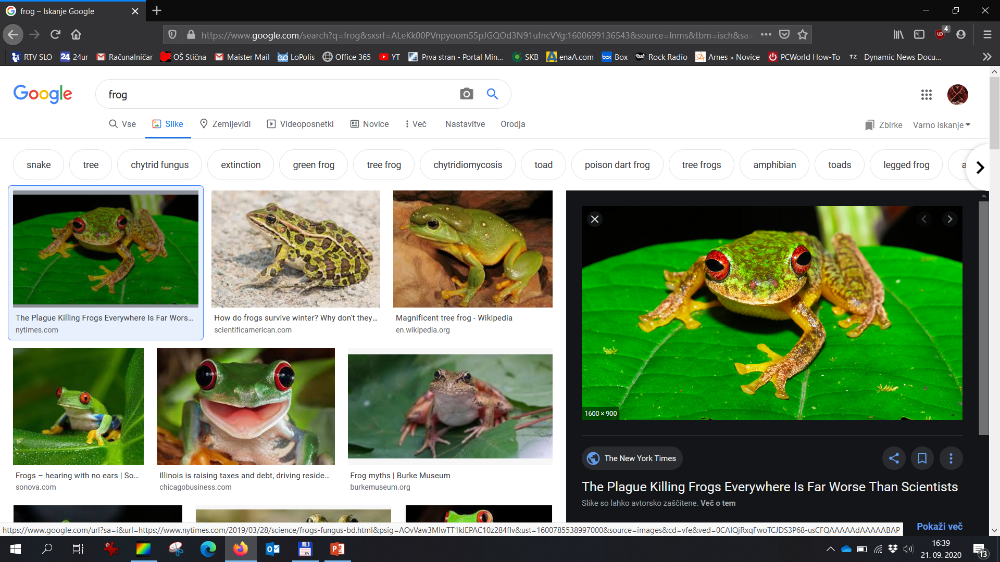 frog – Iskanje Google
https://www.google.com/search?q=frog&sxsrf=ALeKk00PVnpyoom55pJGQOd3N91ufncVYg:1600699136543&source=lnms&tbm=isch&sa=
4
RTV SLO 24ur Računalničar OŠ Stična Maister Mail LoPolis Office 365 YT Prva stran - Portal Min... SKB enaA.com Box Rock Radio Arnes » Novice PCWorld How-To TZ Dynamic News Docu...
Google
frog
Vse Slike Zemljevidi Videoposnetki Novice Več Nastavitve Orodja
Zbirke Varno iskanje
snake tree chytrid fungus extinction green frog tree frog chytridiomycosis toad poison dart frog tree frogs amphibian toads legged frog
The Plague Killing Frogs Everywhere Is Far Wors...
nytimes.com
How do frogs survive winter? Why don't they...
scientificamerican.com
Magnificent tree frog - Wikipedia
en.wikipedia.org
Frogs – hearing with no ears | So...
sonova.com
Illinois is raising taxes and debt, driving reside...
chicagobusiness.com
Frog myths | Burke Museum
burkemuseum.org
1600 × 900
The New York Times
The Plague Killing Frogs Everywhere Is Far Worse Than Scientists
Slike so lahko avtorsko zaščitene. Več o tem
Pokaži več
https://www.google.com/url?sa=i&url=https://www.nytimes.com/2019/03/28/science/frogs-fungus-bd.html&psig=AOvVaw3MlwTT1klEPAC10z284flv&ust=1600785538997000&source=images&cd=vfe&ved=0CAIQjRxqFwoTCJDS3P68-usCFQAAAAAdAAAAABAP
16:39
21. 09. 2020
13